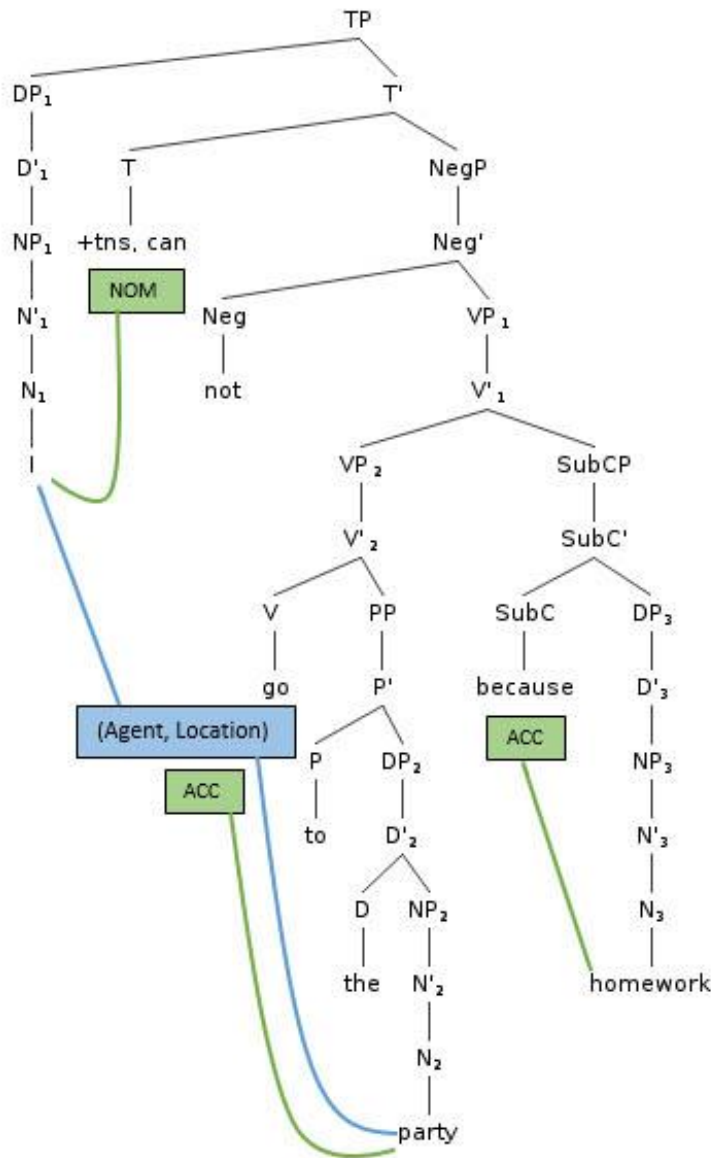 TP
DP₁ T'
D'₁ T NegP
NP₁ +tns, can Neg'
NOM
N'₁ Neg VP₁
N₁ not V'₁
I VP₂ SubCP
V'₂ SubC'
V PP SubC DP₃
go P' because D'₃
(Agent, Location) ACC
P DP₂ NP₃
ACC
to D'₂ N'₃
D NP₂ N₃
the N'₂ homework
N₂
party